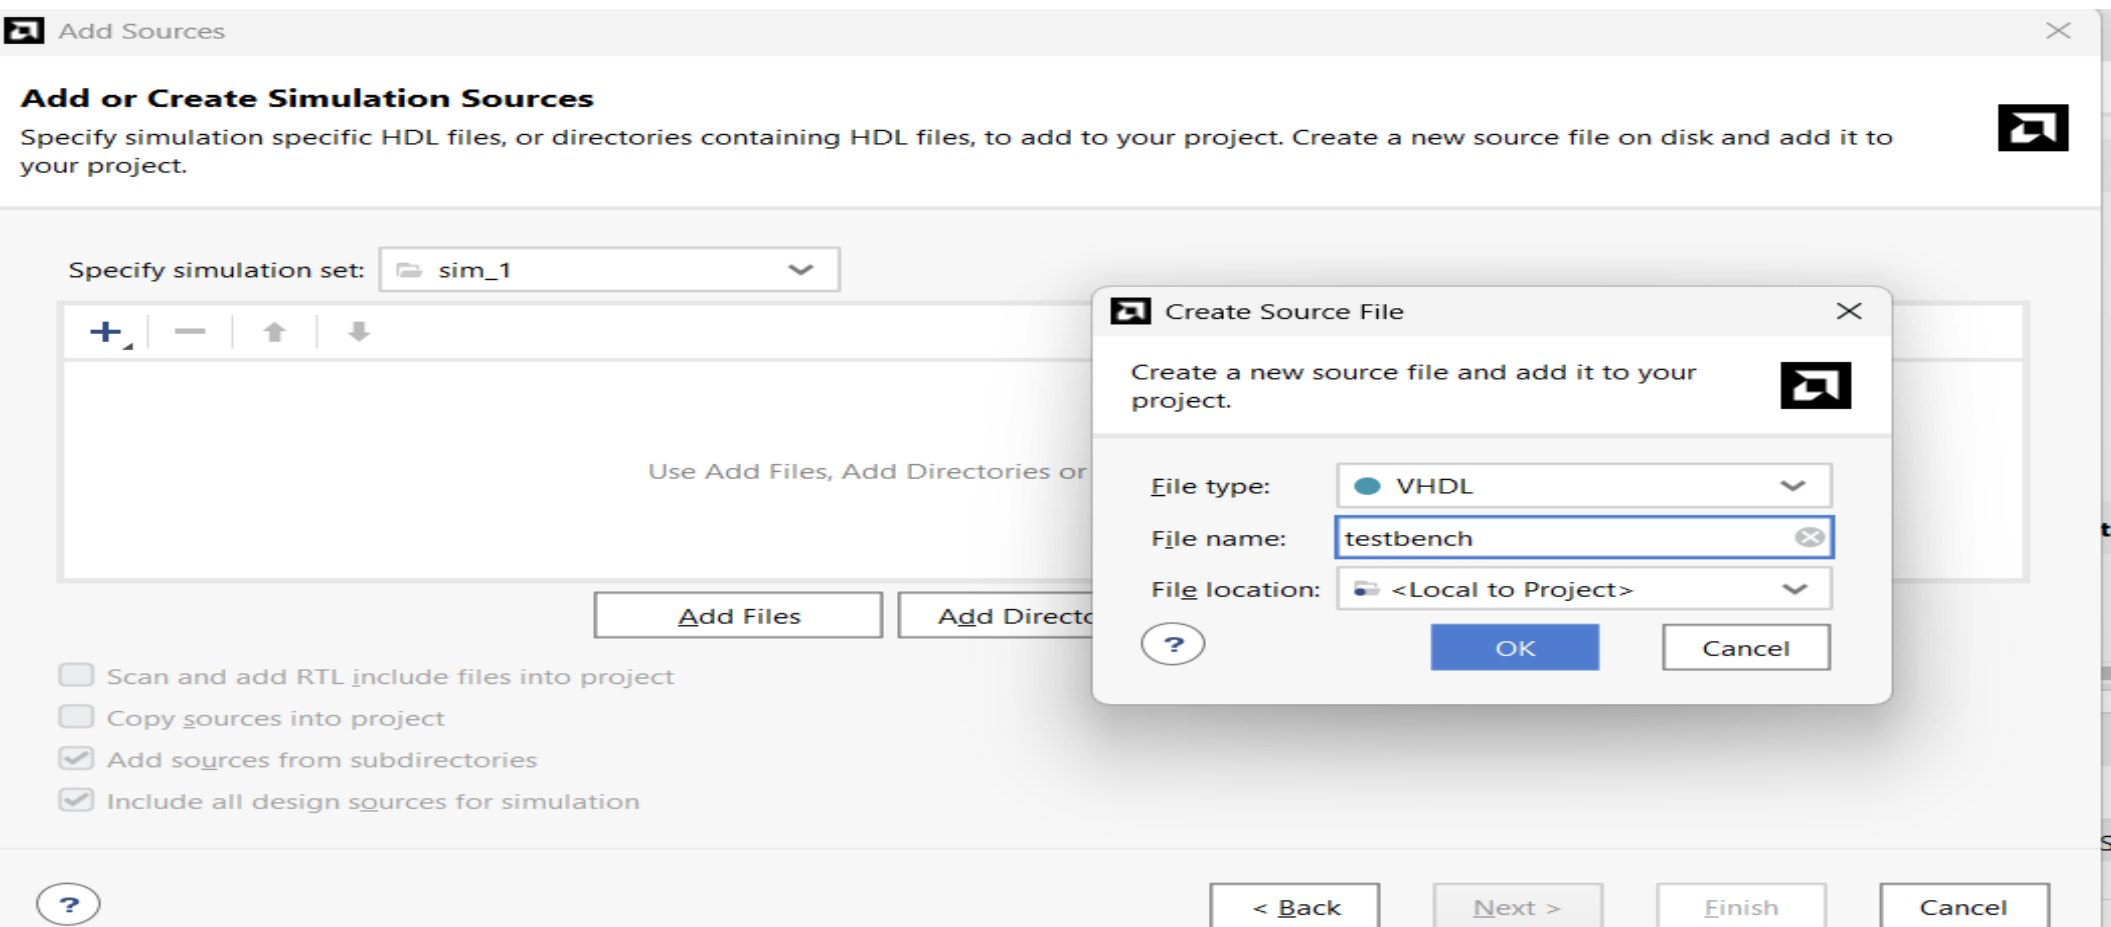 Add Sources
Add or Create Simulation Sources
Specify simulation specific HDL files, or directories containing HDL files, to add to your project. Create a new source file on disk and add it to
your project.
Specify simulation set: sim_1
Use Add Files, Add Directories or
Add Files
Add Directo
Scan and add RTL include files into project
Copy sources into project
Add sources from subdirectories
Include all design sources for simulation
? < Back Next > Finish Cancel
Create Source File
Create a new source file and add it to your
project.
File type: VHDL
File name: testbench
File location: <Local to Project>
? OK Cancel